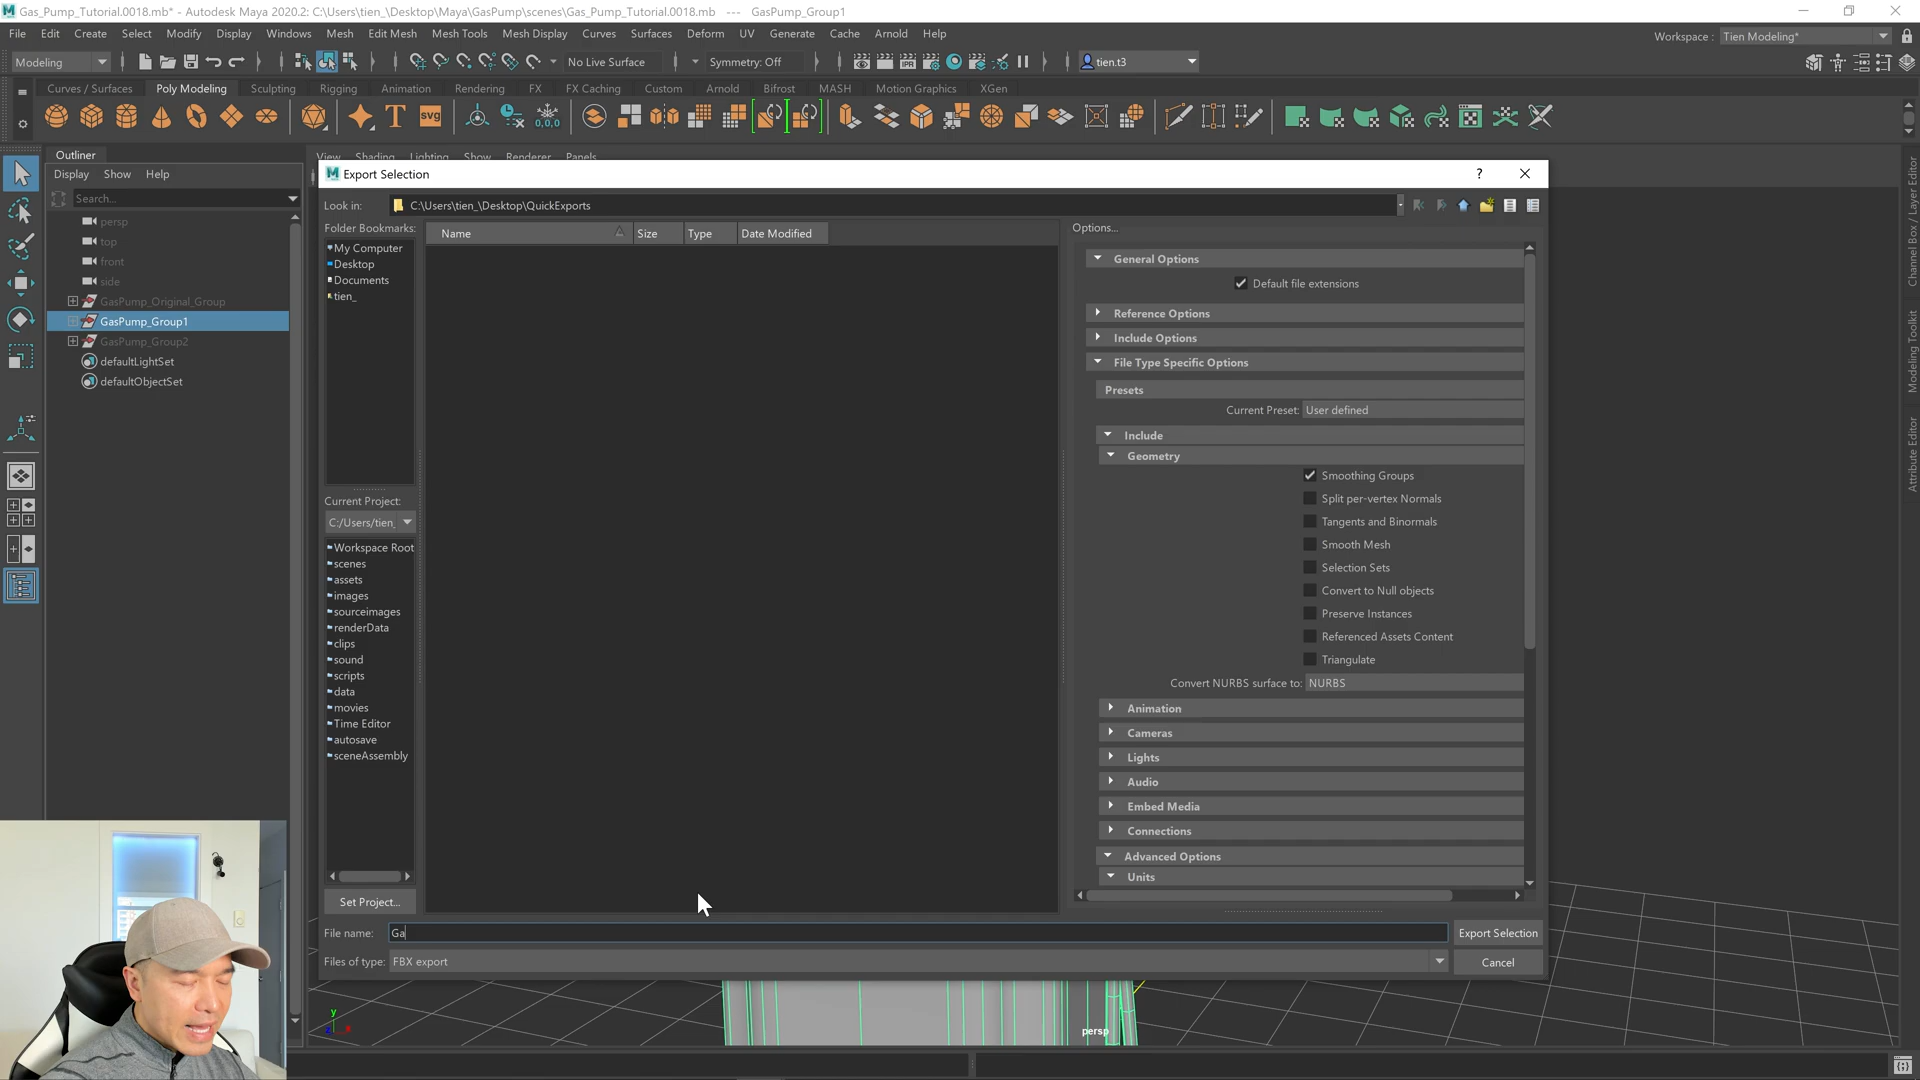 Gas_Pump_Tutorial.0018.mb* - Autodesk Maya 2020.2: C:\Users\tien_\Desktop\Maya\GasPump\scenes\Gas_Pump_Tutorial.0018.mb --- GasPump_Group1
File Edit Create Select Modify Display Windows Mesh Edit Mesh Mesh Tools Mesh Display Curves Surfaces Deform UV Generate Cache Arnold Help
Workspace : Tien Modeling*
Modeling No Live Surface Symmetry: Off tien.t3
Curves / Surfaces Poly Modeling Sculpting Rigging Animation Rendering FX FX Caching Custom Arnold Bifrost MASH Motion Graphics XGen
T svg 0,0,0 IPR
Outliner
Display Show Help
Search...
persp
top
front
side
GasPump_Original_Group
GasPump_Group1
GasPump_Group2
defaultLightSet
defaultObjectSet
View Shading Lighting Show Renderer Panels
Export Selection
Look in: C:\Users\tien_\Desktop\QuickExports
Folder Bookmarks:
My Computer
Desktop
Documents
tien_
Name Size Type Date Modified
Current Project:
C:/Users/tien_
Workspace Root
scenes
assets
images
sourceimages
renderData
clips
sound
scripts
data
movies
Time Editor
autosave
sceneAssembly
Set Project...
Options...
General Options
Default file extensions
Reference Options
Include Options
File Type Specific Options
Presets
Current Preset: User defined
Include
Geometry
Smoothing Groups
Split per-vertex Normals
Tangents and Binormals
Smooth Mesh
Selection Sets
Convert to Null objects
Preserve Instances
Referenced Assets Content
Triangulate
Convert NURBS surface to: NURBS
Animation
Cameras
Lights
Audio
Embed Media
Connections
Advanced Options
Units
File name: Ga
Export Selection
Files of type: FBX export
Cancel
persp
y
z x
Channel Box / Layer Editor
Modeling Toolkit
Attribute Editor